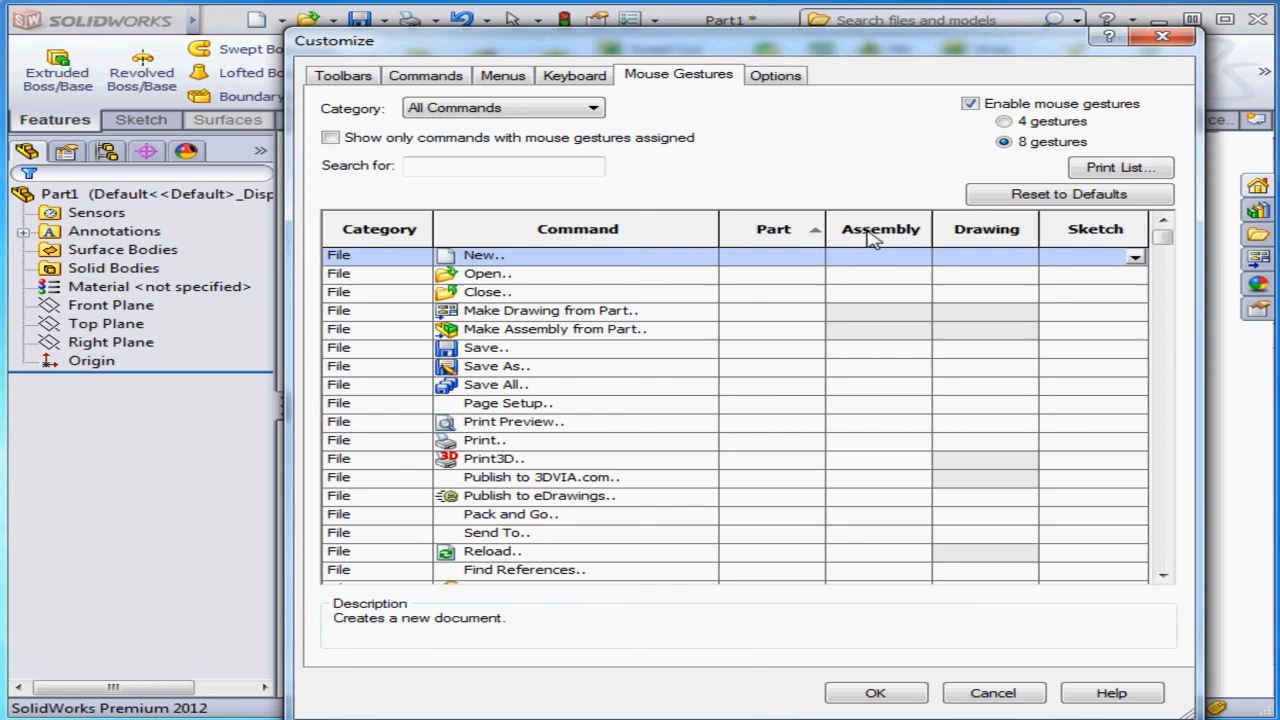 SOLIDWORKS
Part1 *
Search files and models
Customize
Extruded
Boss/Base
Revolved
Boss/Base
Swept Bo
Lofted Bo
Boundary
Features
Sketch
Surfaces
ce...
Toolbars
Commands
Menus
Keyboard
Mouse Gestures
Options
Category:
All Commands
Enable mouse gestures
4 gestures
Show only commands with mouse gestures assigned
8 gestures
Search for:
Print List...
Reset to Defaults
Part1 (Default<<Default>_Disp
Sensors
Annotations
Surface Bodies
Solid Bodies
Material <not specified>
Front Plane
Top Plane
Right Plane
Origin
Category Command Part Assembly Drawing Sketch
File New..
File Open..
File Close..
File Make Drawing from Part..
File Make Assembly from Part..
File Save..
File Save As..
File Save All..
File Page Setup..
File Print Preview..
File Print..
File Print3D..
File Publish to 3DVIA.com..
File Publish to eDrawings..
File Pack and Go..
File Send To..
File Reload..
File Find References..
Description
Creates a new document.
OK
Cancel
Help
SolidWorks Premium 2012